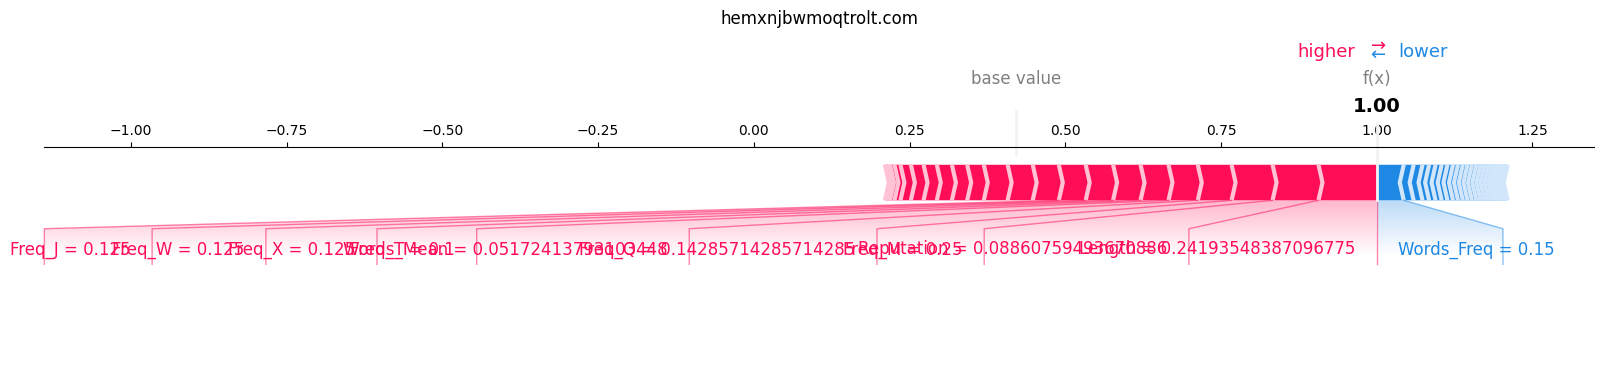 hemxnjbwmoqtrolt.com
higher → ← lower
base value f(x)
1.00
−1.00 −0.75 −0.50 −0.25 0.00 0.25 0.50 0.75 1.00 1.25
Freq_J = 0.125 Freq_W = 0.125 Freq_X = 0.125 Freq_T = 0.1 Words_Mean = 0.05172413793103448 Freq_Q = 0.14285714285714285 Freq_M = 0.25 Reputation = 0.08860759493670886 Length = 0.24193548387096775 Words_Freq = 0.15